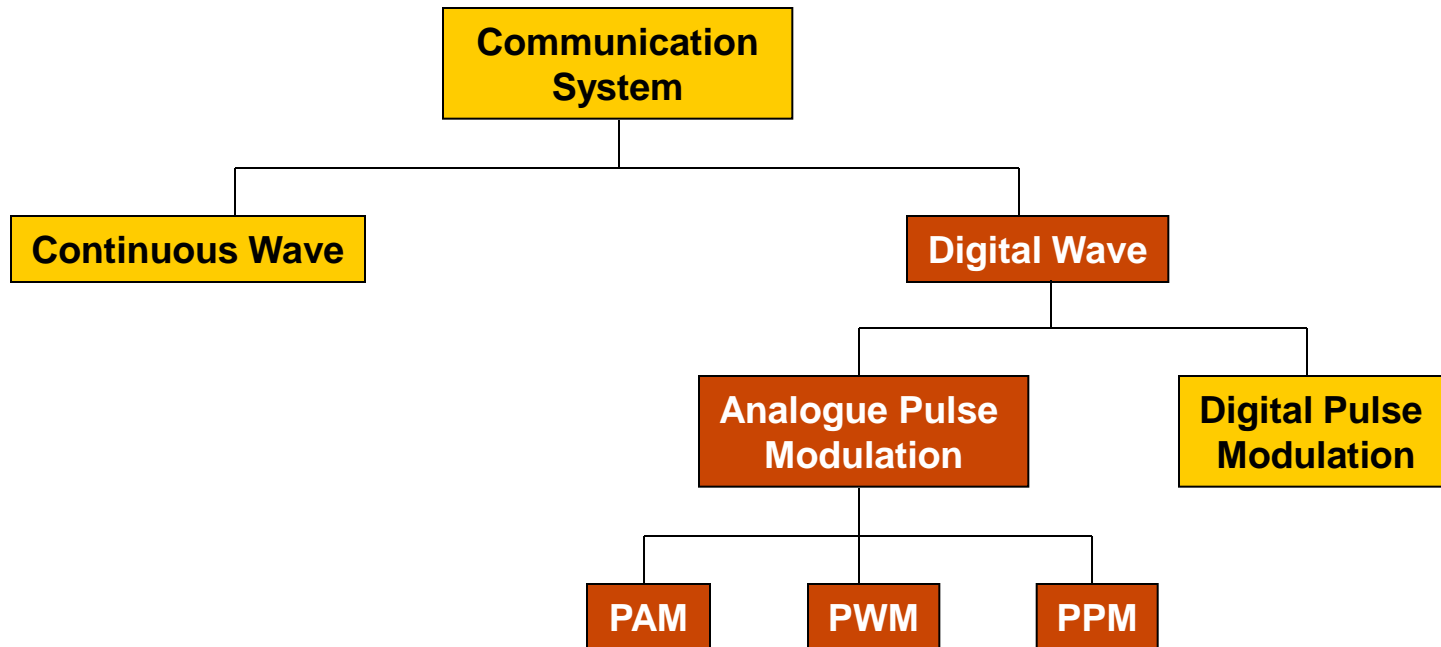 Communication
System
Continuous Wave
Digital Wave
Analogue Pulse
Modulation
Digital Pulse
Modulation
PAM
PWM
PPM